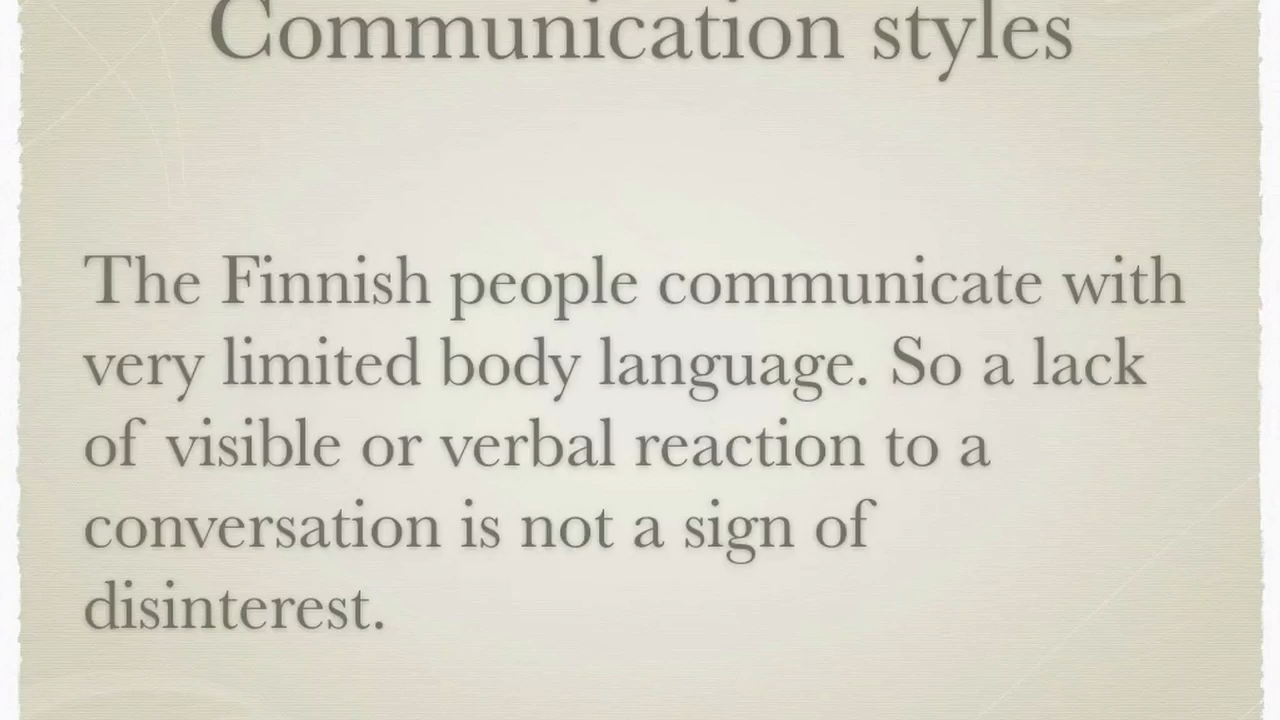 Communication styles
The Finnish people communicate with
very limited body language. So a lack
of visible or verbal reaction to a
conversation is not a sign of
disinterest.